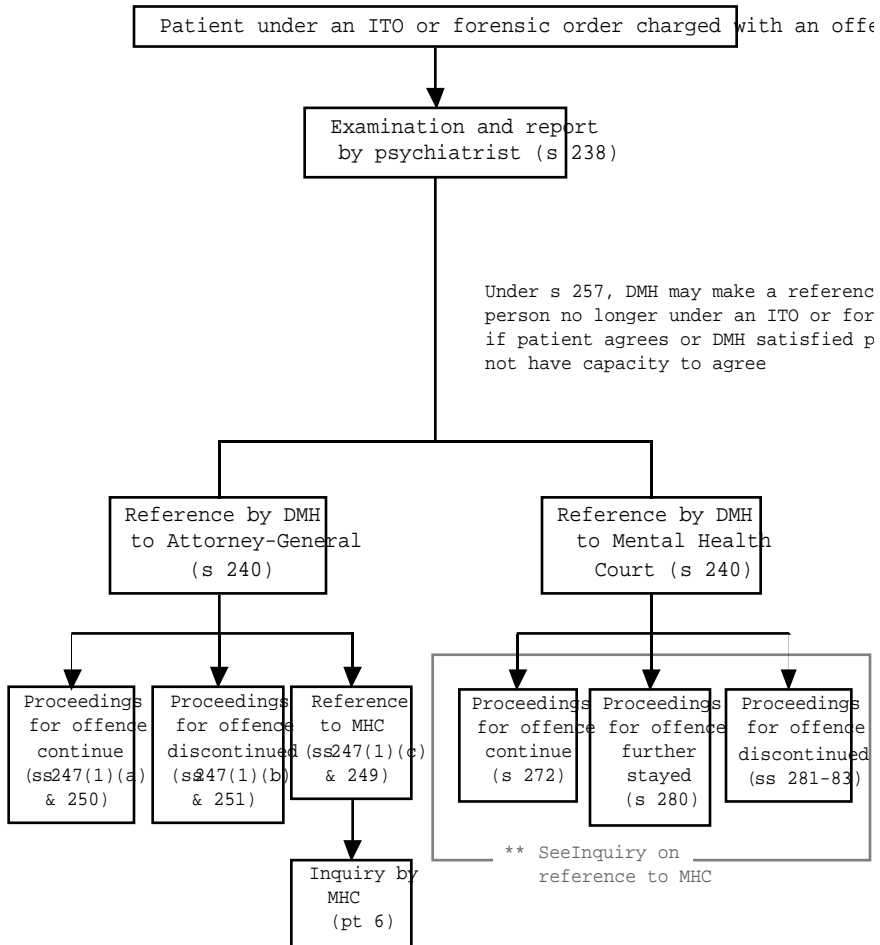 Patient under an ITO or forensic order charged with an offe
Examination and report
by psychiatrist (s 238)
Under s 257, DMH may make a referenc
person no longer under an ITO or for
if patient agrees or DMH satisfied p
not have capacity to agree
Reference by DMH
to Attorney-General
(s 240)
Reference by DMH
to Mental Health
Court (s 240)
Proceedings
for offence
continue
(ss247(1)(a)
& 250)
Proceedings
for offence
discontinued
(ss247(1)(b)
& 251)
Reference
to MHC
(ss247(1)(c)
& 249)
Proceedings
for offence
continue
(s 272)
Proceedings
for offence
further
stayed
(s 280)
Proceedings
for offence
discontinued
(ss 281-83)
** SeeInquiry on
reference to MHC
Inquiry by
MHC
(pt 6)